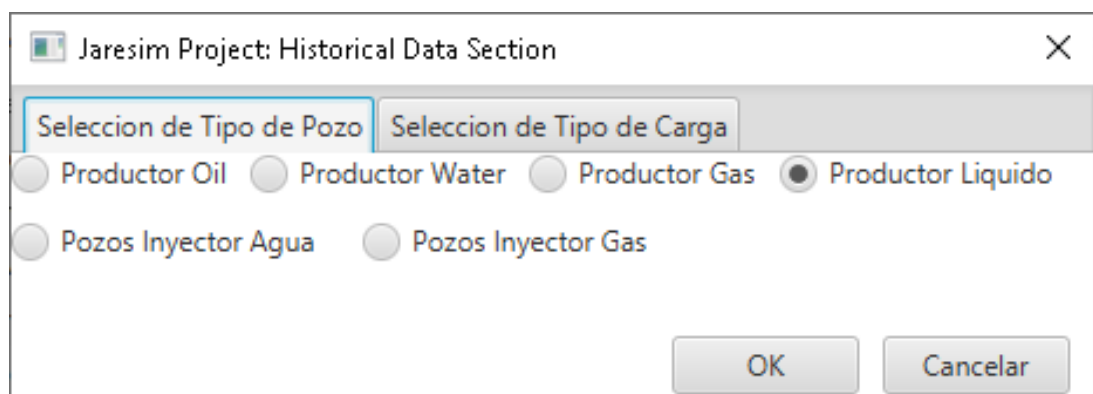 Jaresim Project: Historical Data Section
Seleccion de Tipo de Pozo Seleccion de Tipo de Carga
Productor Oil Productor Water Productor Gas Productor Liquido
Pozos Inyector Agua Pozos Inyector Gas
OK Cancelar